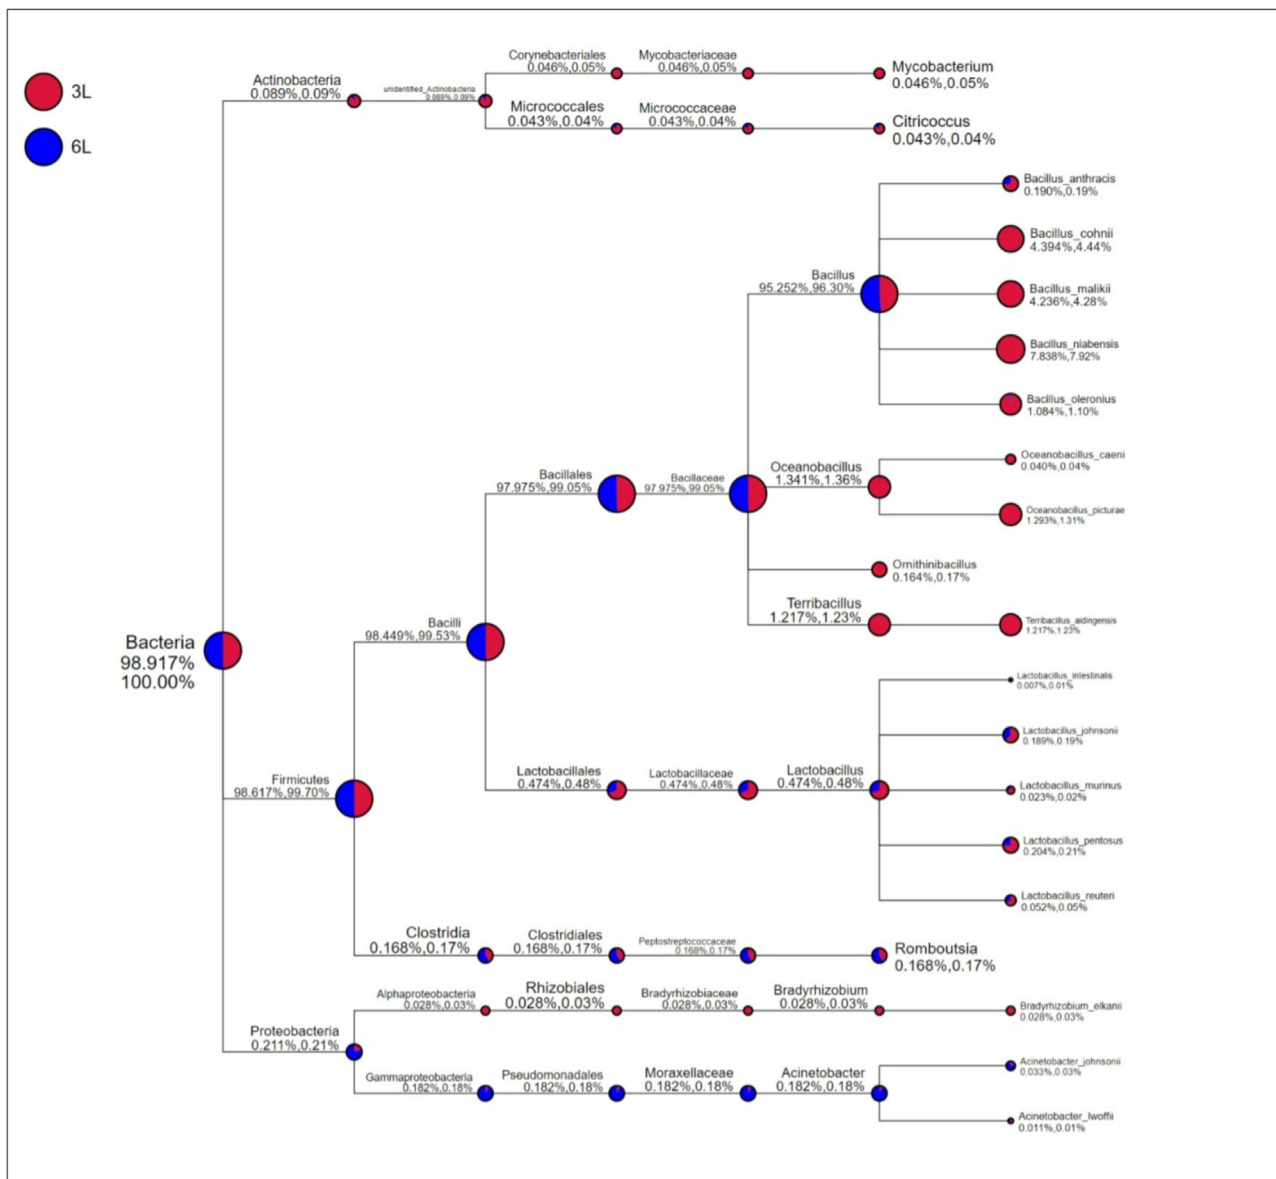 3L
6L
Bacteria
98.917%
100.00%
Actinobacteria
0.089%,0.09%
unidentified_Actinobacteria
0.089%,0.09%
Corynebacteriales
0.046%,0.05%
Mycobacteriaceae
0.046%,0.05%
Mycobacterium
0.046%,0.05%
Micrococcales
0.043%,0.04%
Micrococcaceae
0.043%,0.04%
Citricoccus
0.043%,0.04%
Firmicutes
98.617%,99.70%
Bacilli
98.449%,99.53%
Bacillales
97.975%,99.05%
Bacillaceae
97.975%,99.05%
Bacillus
95.252%,96.30%
Bacillus_anthracis
0.190%,0.19%
Bacillus_cohnii
4.394%,4.44%
Bacillus_malikii
4.236%,4.28%
Bacillus_niabensis
7.838%,7.92%
Bacillus_oleronius
1.084%,1.10%
Oceanobacillus
1.341%,1.36%
Oceanobacillus_caeni
0.040%,0.04%
Oceanobacillus_picturae
1.293%,1.31%
Ornithinibacillus
0.164%,0.17%
Terribacillus
1.217%,1.23%
Terribacillus_aidingensis
1.217%,1.23%
Lactobacillales
0.474%,0.48%
Lactobacillaceae
0.474%,0.48%
Lactobacillus
0.474%,0.48%
Lactobacillus_intestinalis
0.007%,0.01%
Lactobacillus_johnsonii
0.189%,0.19%
Lactobacillus_murinus
0.023%,0.02%
Lactobacillus_pentosus
0.204%,0.21%
Lactobacillus_reuteri
0.052%,0.05%
Clostridia
0.168%,0.17%
Clostridiales
0.168%,0.17%
Peptostreptococcaceae
0.168%,0.17%
Romboutsia
0.168%,0.17%
Proteobacteria
0.211%,0.21%
Alphaproteobacteria
0.028%,0.03%
Rhizobiales
0.028%,0.03%
Bradyrhizobiaceae
0.028%,0.03%
Bradyrhizobium
0.028%,0.03%
Bradyrhizobium_elkanii
0.028%,0.03%
Gammaproteobacteria
0.182%,0.18%
Pseudomonadales
0.182%,0.18%
Moraxellaceae
0.182%,0.18%
Acinetobacter
0.182%,0.18%
Acinetobacter_johnsonii
0.033%,0.03%
Acinetobacter_lwoffii
0.011%,0.01%